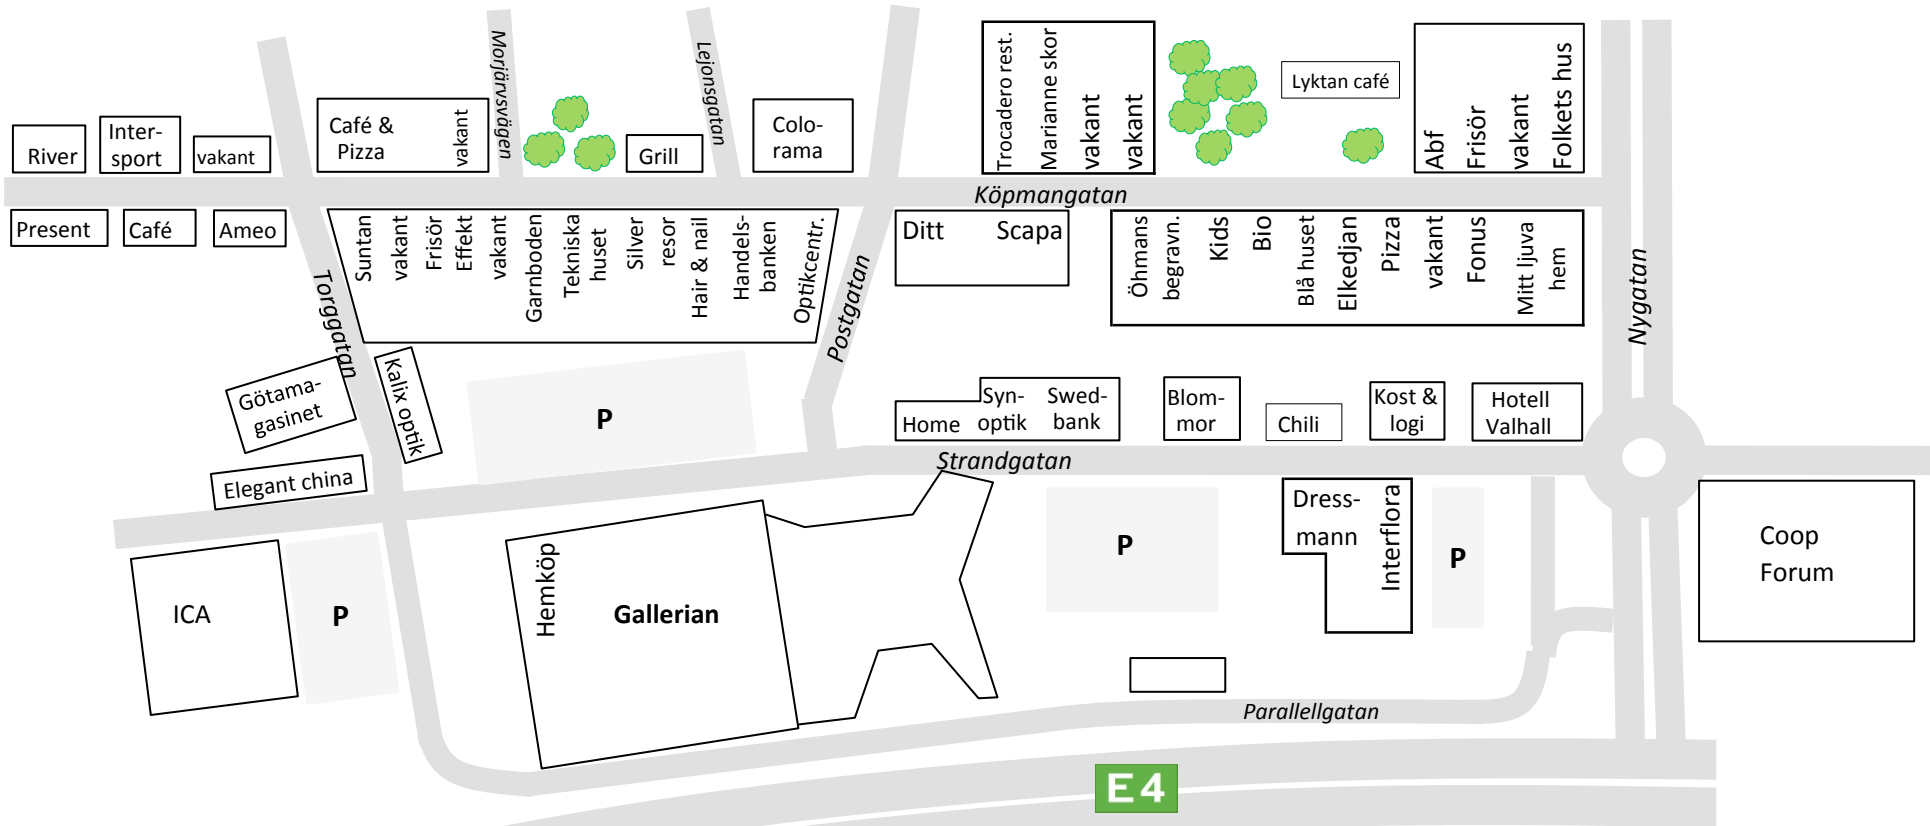 Morjärvsvägen
Lejonsgatan
River
Inter-
sport
vakant
Café &
Pizza
vakant
Grill
Colo-
rama
Trocadero rest.
Marianne skor
vakant
vakant
Lyktan café
Abf
Frisör
vakant
Folkets hus
Köpmangatan
Present
Café
Ameo
Torggatan
Suntan
vakant
Frisör
Effekt
vakant
Garnboden
Tekniska
huset
Silver
resor
Hair & nail
Handels-
banken
Optikcentr.
Postgatan
Ditt
Scapa
Öhmans
begravn.
Kids
Bio
Blå huset
Elkedjan
Pizza
vakant
Fonus
Mitt ljuva
hem
Nygatan
Götama-
gasinet
Kalix optik
P
Home
Syn-
optik
Swed-
bank
Blom-
mor
Chili
Kost &
logi
Hotell
Valhall
Elegant china
Strandgatan
ICA
P
Hemköp
Gallerian
P
Dress-
mann
Interflora
P
Coop
Forum
Parallellgatan
E4